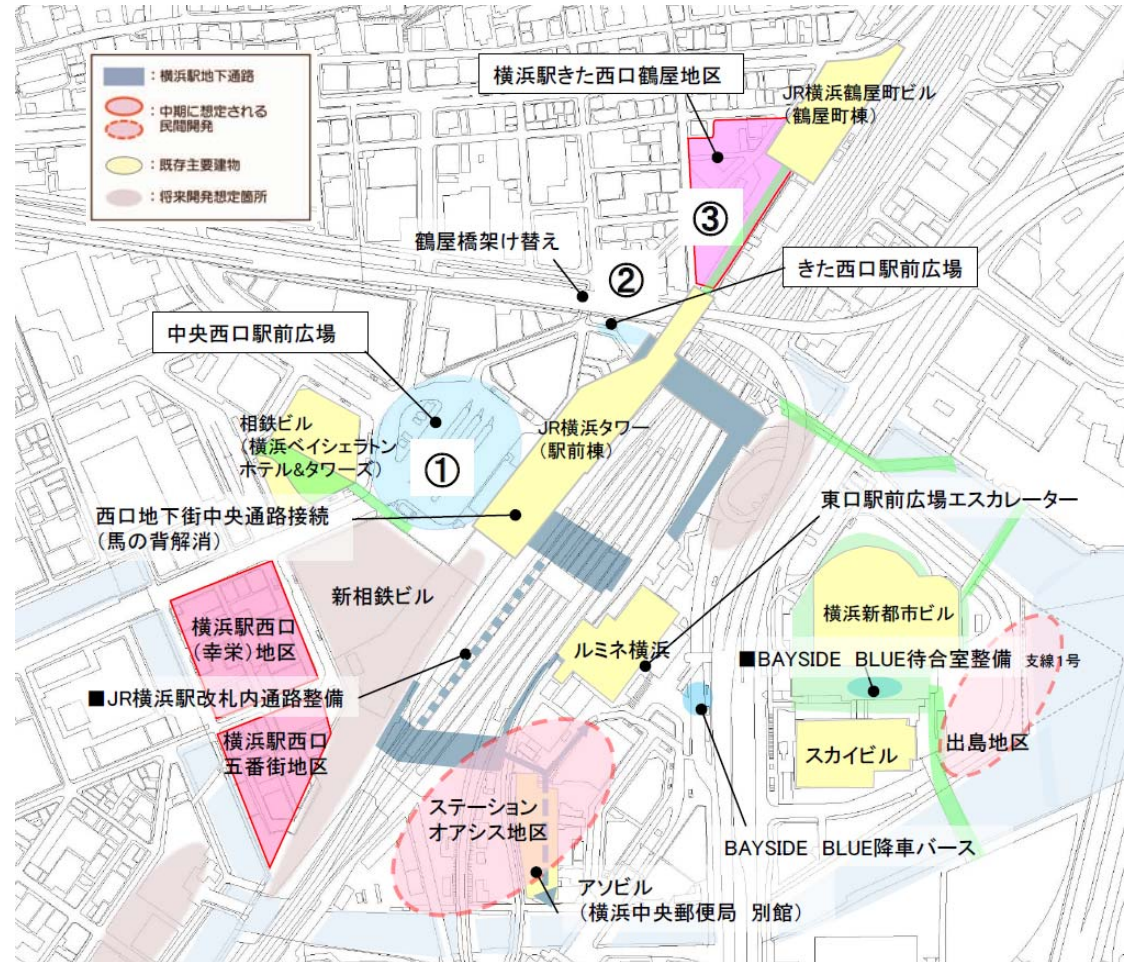 ：横浜駅地下通路
：中期に想定される
民間開発
：既存主要建物
：将来開発想定箇所
横浜駅きた西口鶴屋地区
JR横浜鶴屋町ビル
（鶴屋町棟）
③
鶴屋橋架け替え
②
きた西口駅前広場
中央西口駅前広場
相鉄ビル
（横浜ベイシェラトン
ホテル&タワーズ）
①
JR横浜タワー
（駅前棟）
西口地下街中央通路接続
（馬の背解消）
東口駅前広場エスカレーター
新相鉄ビル
横浜駅西口
（幸栄）地区
ルミネ横浜
横浜新都市ビル
■BAYSIDE BLUE待合室整備 支線1号
■JR横浜駅改札内通路整備
横浜駅西口
五番街地区
スカイビル
出島地区
ステーション
オアシス地区
BAYSIDE BLUE降車バース
アソビル
（横浜中央郵便局 別館）